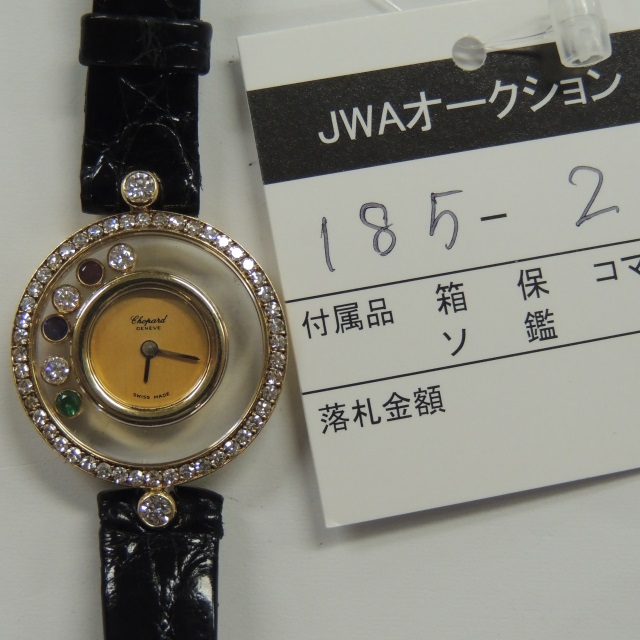 Chopard
GENEVE
SWISS MADE
JWAオークション
185-2
付属品 箱 保 コマ
ソ 鑑
落札金額